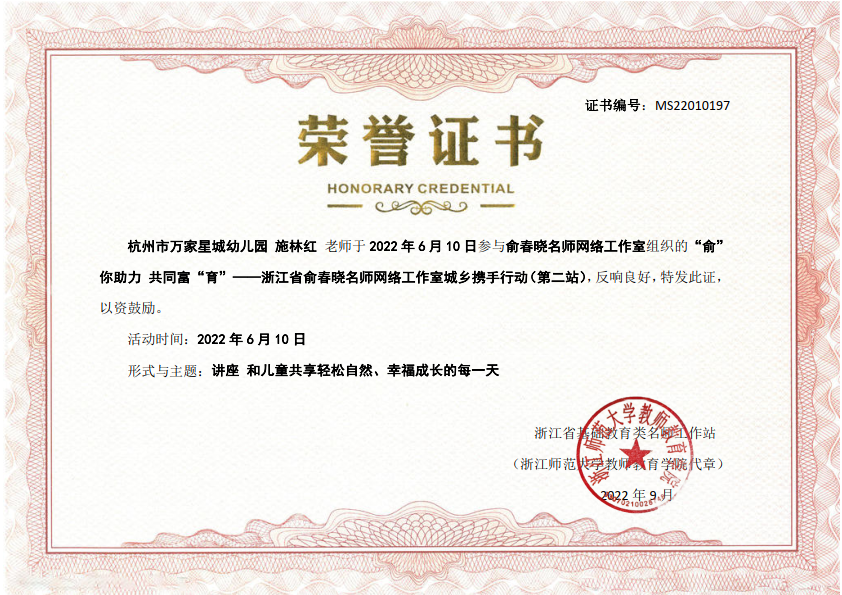 证书编号：MS22010197
荣誉证书
HONORARY CREDENTIAL
杭州市万家星城幼儿园 施林红 老师于 2022 年 6 月 10 日参与俞春晓名师网络工作室组织的“俞”
你助力 共同富“育”——浙江省俞春晓名师网络工作室城乡携手行动（第二站），反响良好，特发此证，
以资鼓励。
活动时间：2022 年 6 月 10 日
形式与主题：讲座 和儿童共享轻松自然、幸福成长的每一天
浙江省基础教育类名师工作站
（浙江师范大学教师教育学院代章）
2022 年 9 月
浙江师范大学教师教育学院